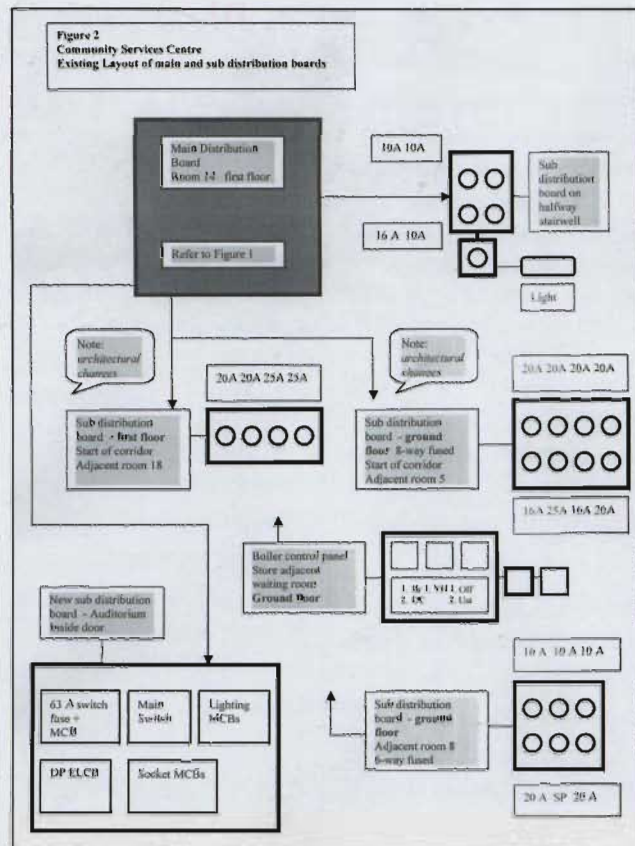 Figure 2
Community Services Centre
Existing Layout of main and sub distribution boards
Main Distribution
Board
Room 14 first floor
Refer to Figure 1
10A 10A
16 A 10A
Sub
distribution
board on
halfway
stairwell
Light
Note:
architectural
changes
Note:
architectural
changes
20A 20A 25A 25A
20A 20A 20A 20A
Sub distribution
board - first floor
Start of corridor
Adjacent room 18
Sub distribution
board - ground
floor 8-way fused
Start of corridor
Adjacent room 5
16A 25A 16A 20A
Boiler control panel
Store adjacent
waiting room
Ground floor
1. Off
2.
2.
New sub distribution
board - Auditorium
inside door
63 A switch
fuse +
MCB
Main
Switch
Lighting
MCBs
DP ELCB
Socket MCBs
Sub distribution
board - ground
floor
Adjacent room 8
6-way fused
10 A 10 A 10 A
20 A SP 20 A